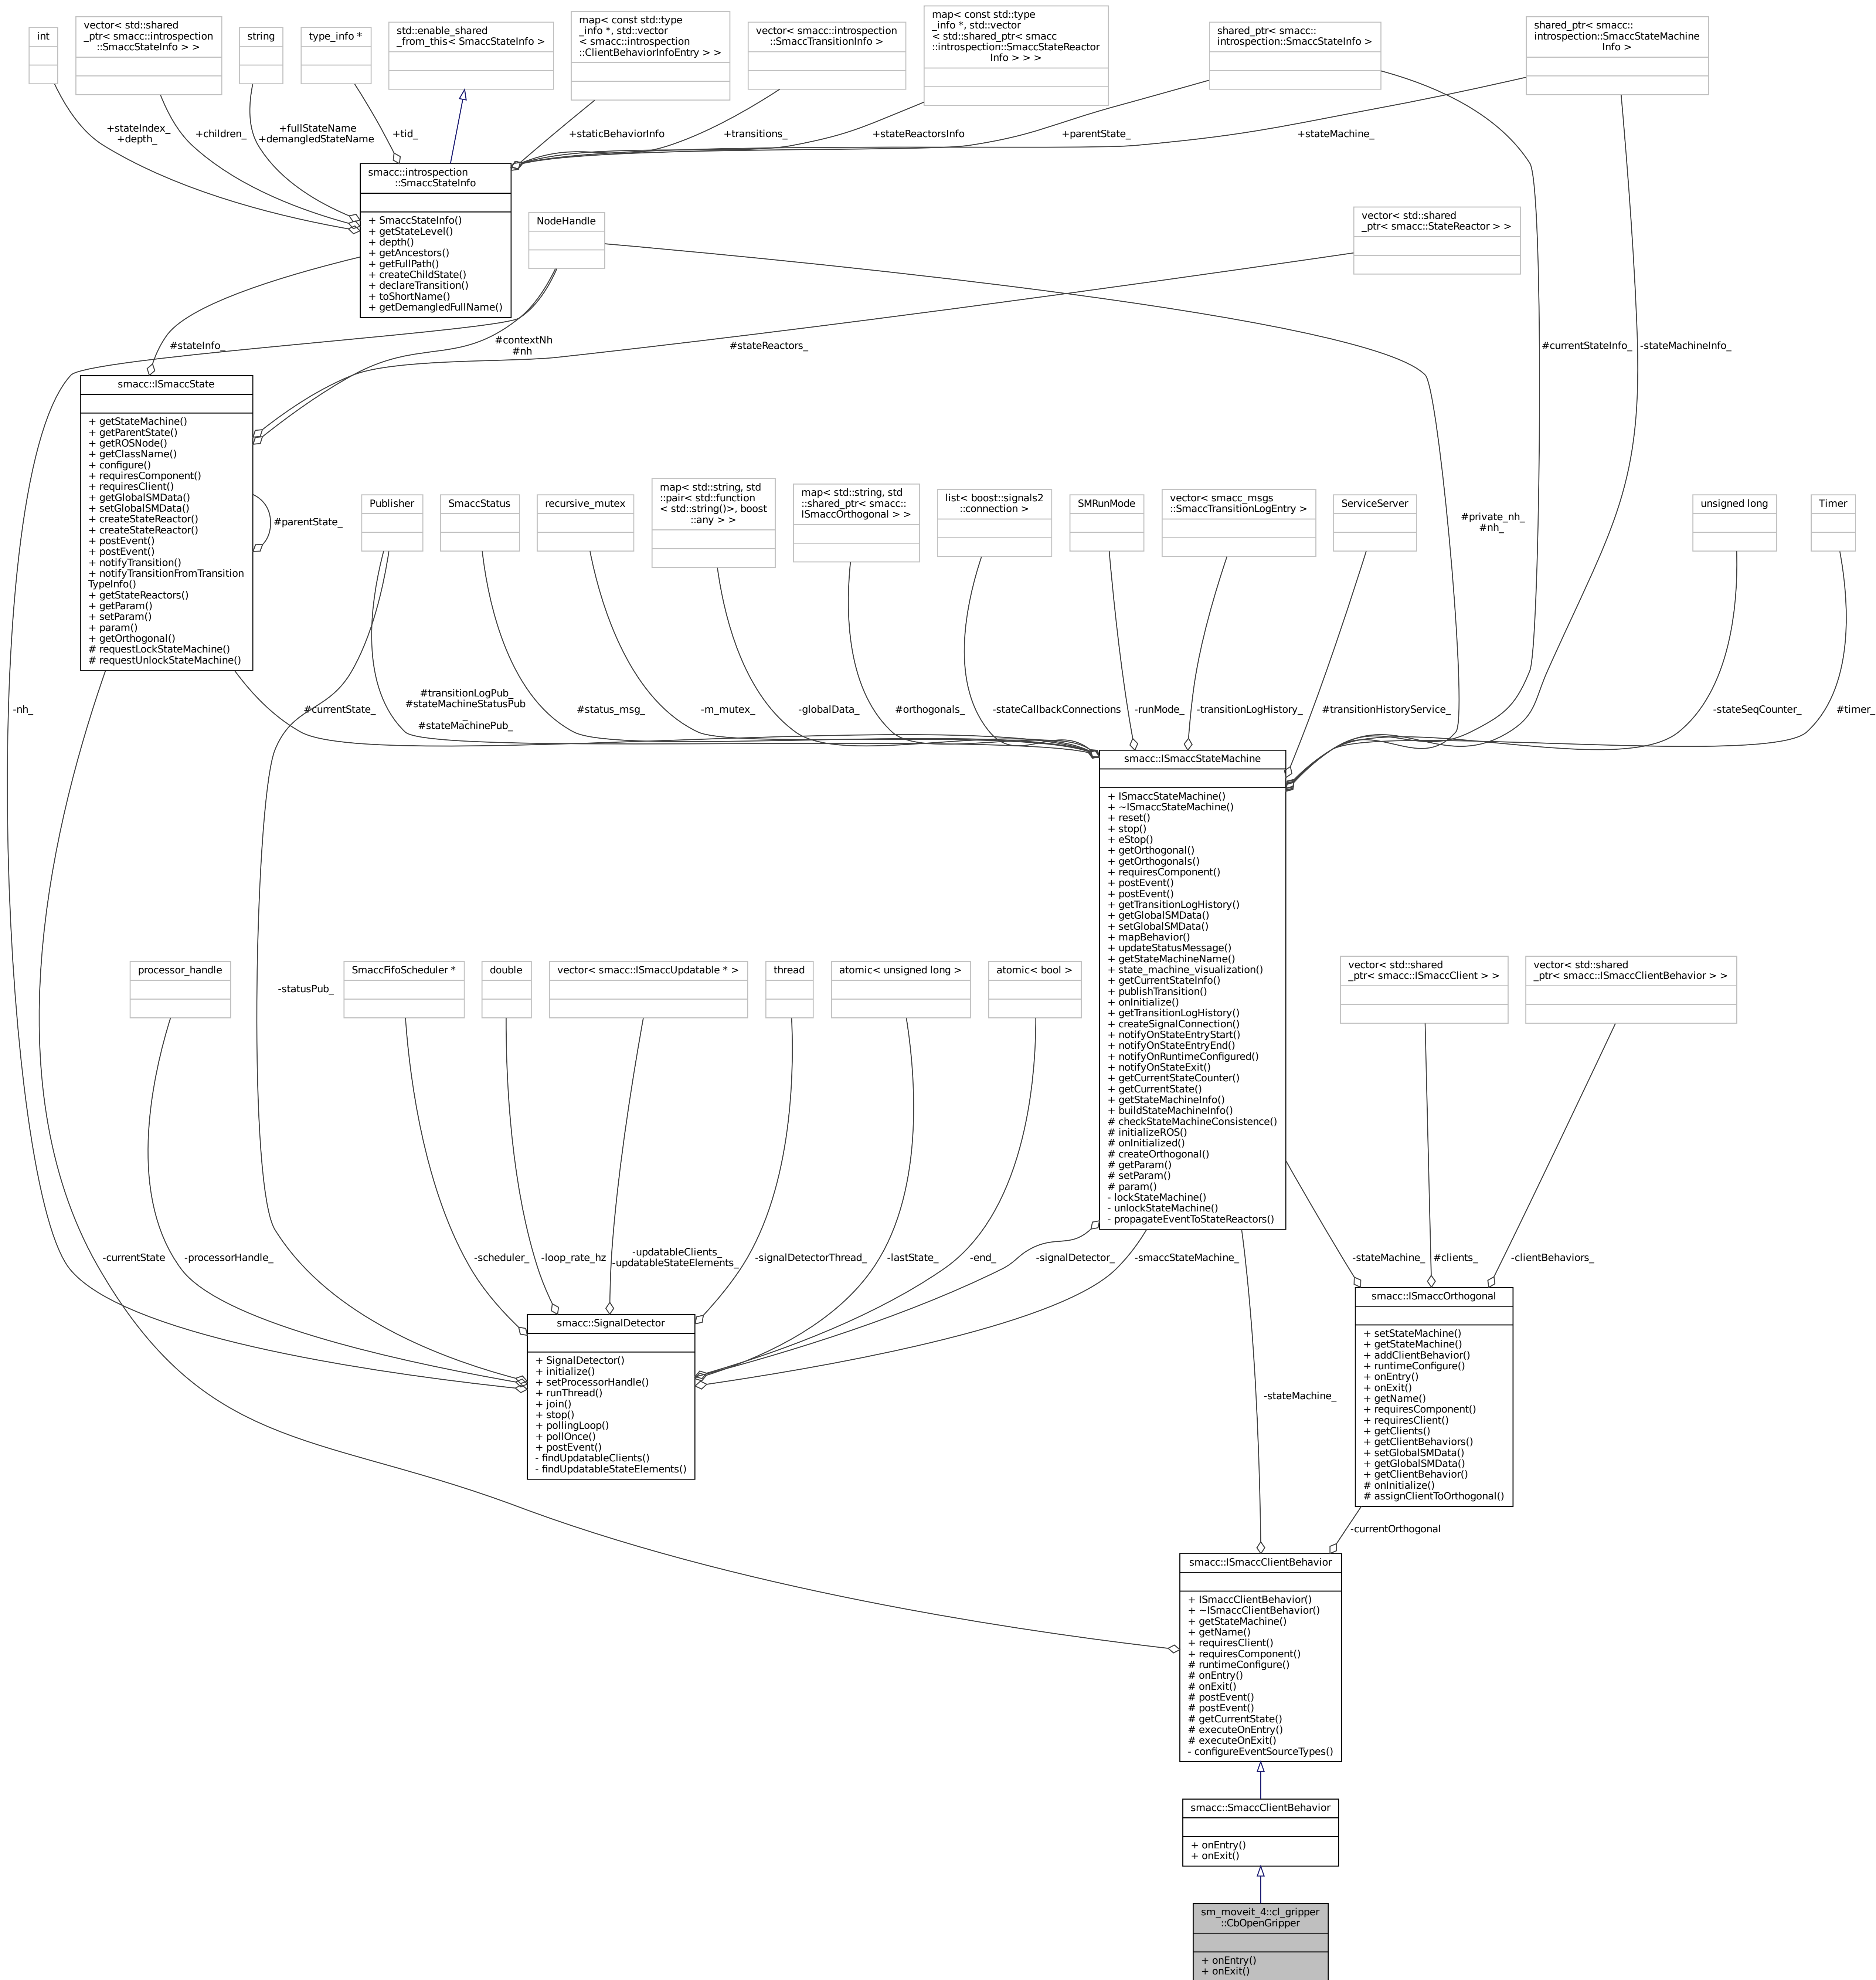 int
vector< std::shared
_ptr< smacc::introspection
::SmaccStateInfo > >
string
type_info *
std::enable_shared
_from_this< SmaccStateInfo >
map< const std::type
_info *, std::vector
< smacc::introspection
::ClientBehaviorInfoEntry > >
vector< smacc::introspection
::SmaccTransitionInfo >
map< const std::type
_info *, std::vector
< std::shared_ptr< smacc
::introspection::SmaccStateReactor
Info > > >
shared_ptr< smacc::
introspection::SmaccStateInfo >
shared_ptr< smacc::
introspection::SmaccStateMachine
Info >
+stateIndex_
+depth_
+children_
+fullStateName
+demangledStateName
+tid_
+staticBehaviorInfo
+transitions_
+stateReactorsInfo
+parentState_
+stateMachine_
smacc::introspection
::SmaccStateInfo
+ SmaccStateInfo()
+ getStateLevel()
+ depth()
+ getAncestors()
+ getFullPath()
+ createChildState()
+ declareTransition()
+ toShortName()
+ getDemangledFullName()
NodeHandle
vector< std::shared
_ptr< smacc::StateReactor > >
#stateInfo_
#contextNh
#nh
#stateReactors_
#currentStateInfo_
-stateMachineInfo_
smacc::ISmaccState
+ getStateMachine()
+ getParentState()
+ getROSNode()
+ getClassName()
+ configure()
+ requiresComponent()
+ requiresClient()
+ getGlobalSMData()
+ setGlobalSMData()
+ createStateReactor()
+ createStateReactor()
+ postEvent()
+ postEvent()
+ notifyTransition()
+ notifyTransitionFromTransition
TypeInfo()
+ getStateReactors()
+ getParam()
+ setParam()
+ param()
+ getOrthogonal()
# requestLockStateMachine()
# requestUnlockStateMachine()
#parentState_
Publisher
SmaccStatus
recursive_mutex
map< std::string, std
::pair< std::function
< std::string()>, boost
::any > >
map< std::string, std
::shared_ptr< smacc::
ISmaccOrthogonal > >
list< boost::signals2
::connection >
SMRunMode
vector< smacc_msgs
::SmaccTransitionLogEntry >
ServiceServer
#private_nh_
#nh_
unsigned long
Timer
-nh_
#currentState_
#transitionLogPub_
#stateMachineStatusPub
_
#stateMachinePub_
#status_msg_
-m_mutex_
-globalData_
#orthogonals_
-stateCallbackConnections
-runMode_
-transitionLogHistory_
#transitionHistoryService_
-stateSeqCounter_
#timer_
smacc::ISmaccStateMachine
+ ISmaccStateMachine()
+ ~ISmaccStateMachine()
+ reset()
+ stop()
+ eStop()
+ getOrthogonal()
+ getOrthogonals()
+ requiresComponent()
+ postEvent()
+ postEvent()
+ getTransitionLogHistory()
+ getGlobalSMData()
+ setGlobalSMData()
+ mapBehavior()
+ updateStatusMessage()
+ getStateMachineName()
+ state_machine_visualization()
+ getCurrentStateInfo()
+ publishTransition()
+ onInitialize()
+ getTransitionLogHistory()
+ createSignalConnection()
+ notifyOnStateEntryStart()
+ notifyOnStateEntryEnd()
+ notifyOnRuntimeConfigured()
+ notifyOnStateExit()
+ getCurrentStateCounter()
+ getCurrentState()
+ getStateMachineInfo()
+ buildStateMachineInfo()
# checkStateMachineConsistence()
# initializeROS()
# onInitialized()
# createOrthogonal()
# getParam()
# setParam()
# param()
- lockStateMachine()
- unlockStateMachine()
- propagateEventToStateReactors()
processor_handle
-statusPub_
SmaccFifoScheduler *
double
vector< smacc::ISmaccUpdatable * >
thread
atomic< unsigned long >
atomic< bool >
vector< std::shared
_ptr< smacc::ISmaccClient > >
vector< std::shared
_ptr< smacc::ISmaccClientBehavior > >
-currentState
-processorHandle_
-scheduler_
-loop_rate_hz
-updatableClients_
-updatableStateElements_
-signalDetectorThread_
-lastState_
-end_
-signalDetector_
-smaccStateMachine_
-stateMachine_
#clients_
-clientBehaviors_
smacc::SignalDetector
+ SignalDetector()
+ initialize()
+ setProcessorHandle()
+ runThread()
+ join()
+ stop()
+ pollingLoop()
+ pollOnce()
+ postEvent()
- findUpdatableClients()
- findUpdatableStateElements()
smacc::ISmaccOrthogonal
+ setStateMachine()
+ getStateMachine()
+ addClientBehavior()
+ runtimeConfigure()
+ onEntry()
+ onExit()
+ getName()
+ requiresComponent()
+ requiresClient()
+ getClients()
+ getClientBehaviors()
+ setGlobalSMData()
+ getGlobalSMData()
+ getClientBehavior()
# onInitialize()
# assignClientToOrthogonal()
-stateMachine_
-currentOrthogonal
smacc::ISmaccClientBehavior
+ ISmaccClientBehavior()
+ ~ISmaccClientBehavior()
+ getStateMachine()
+ getName()
+ requiresClient()
+ requiresComponent()
# runtimeConfigure()
# onEntry()
# onExit()
# postEvent()
# postEvent()
# getCurrentState()
# executeOnEntry()
# executeOnExit()
- configureEventSourceTypes()
smacc::SmaccClientBehavior
+ onEntry()
+ onExit()
sm_moveit_4::cl_gripper
::CbOpenGripper
+ onEntry()
+ onExit()